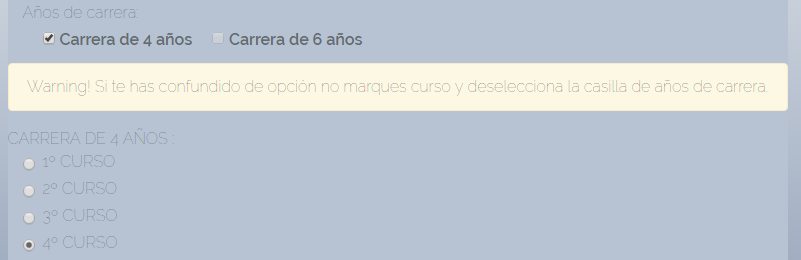 Años de carrera:
Carrera de 4 años Carrera de 6 años
Warning! Si te has confundido de opción no marques curso y deselecciona la casilla de años de carrera.
CARRERA DE 4 AÑOS :
1º CURSO
2º CURSO
3º CURSO
4º CURSO